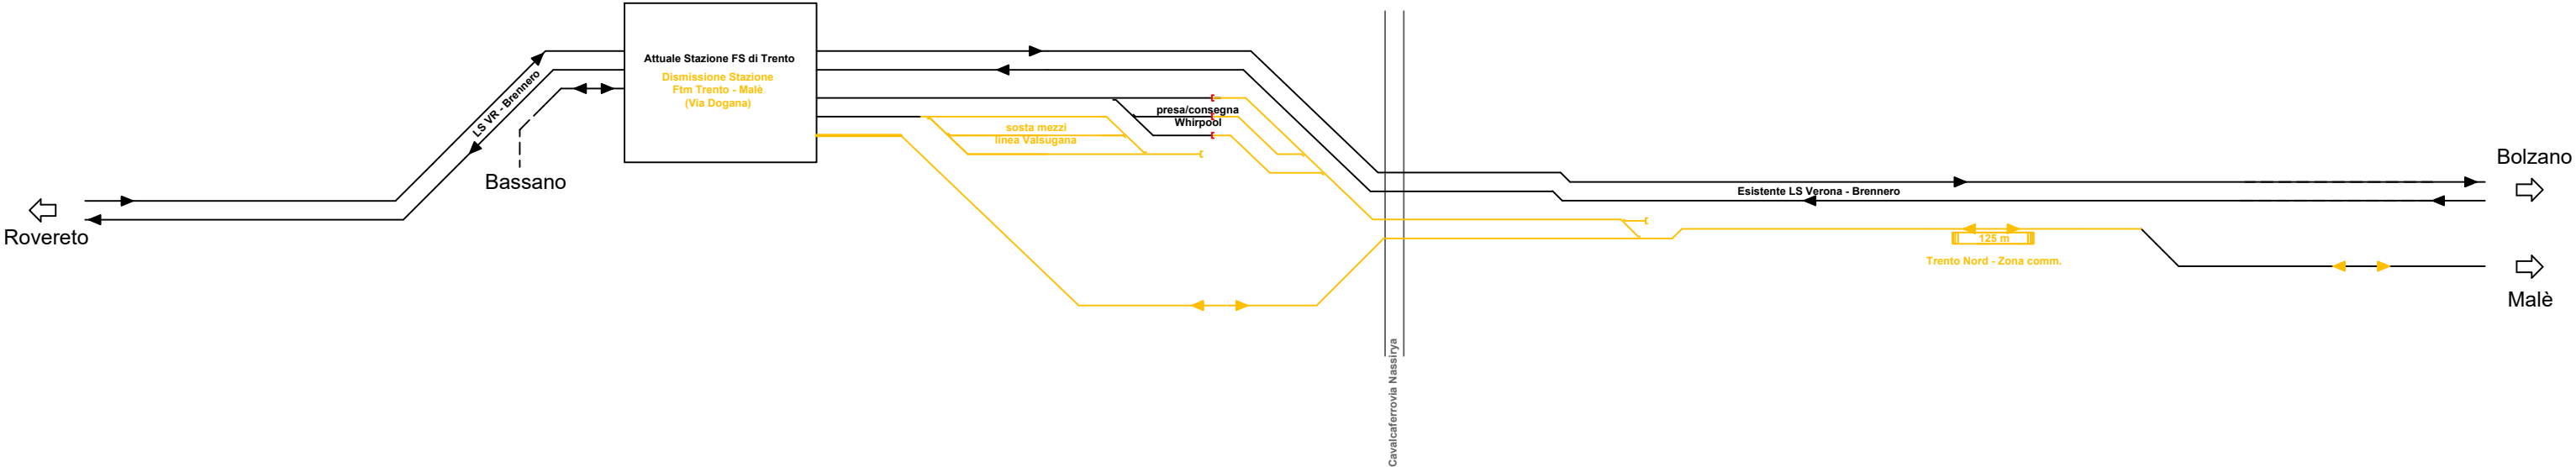 Attuale Stazione FS di Trento
Dismissione Stazione
Ftm Trento - Malè
(Via Dogana)
LS VR - Brennero
Bassano
Rovereto
presa/consegna
Whirpool
sosta mezzi
linea Valsugana
Cavalcaferrovia Nassirya
Esistente LS Verona - Brennero
125 m
Trento Nord - Zona comm.
Bolzano
Malè